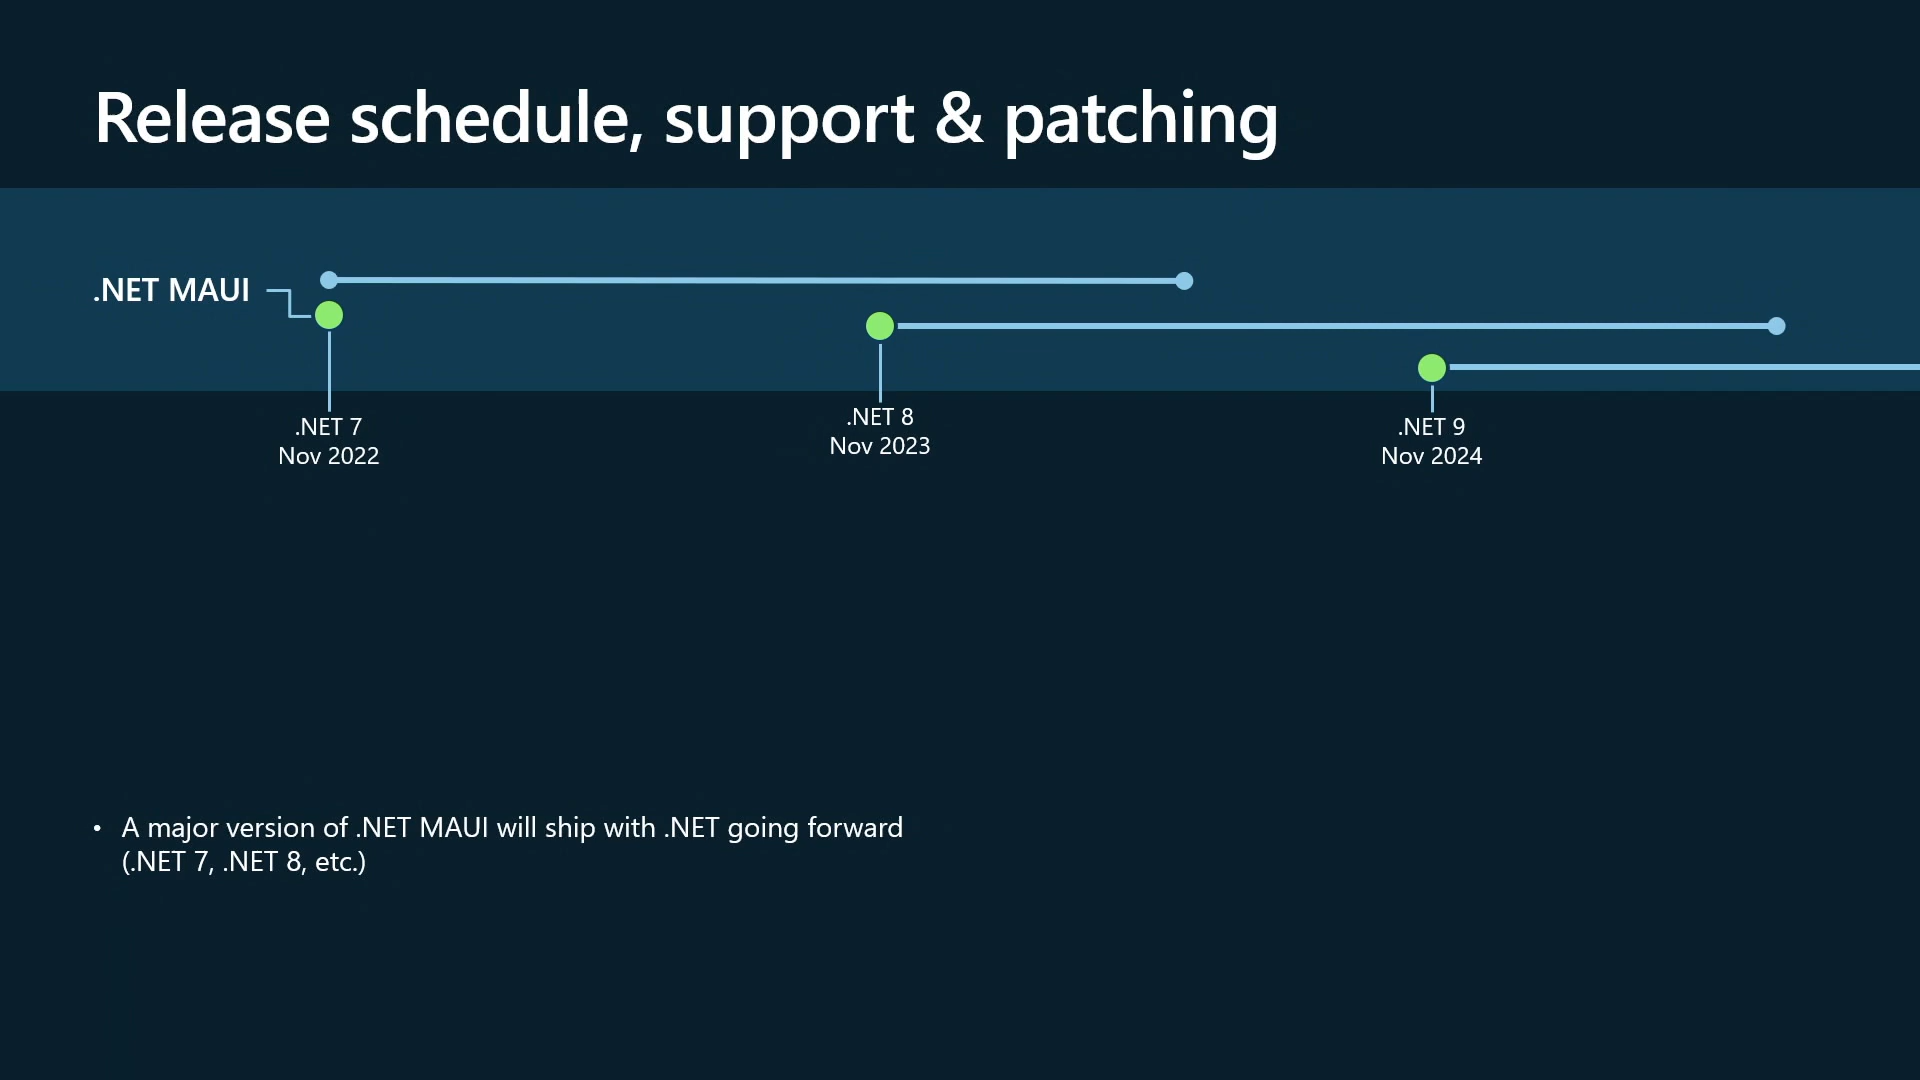 Release schedule, support & patching
.NET MAUI
.NET 7
Nov 2022
.NET 8
Nov 2023
.NET 9
Nov 2024
• A major version of .NET MAUI will ship with .NET going forward
(.NET 7, .NET 8, etc.)